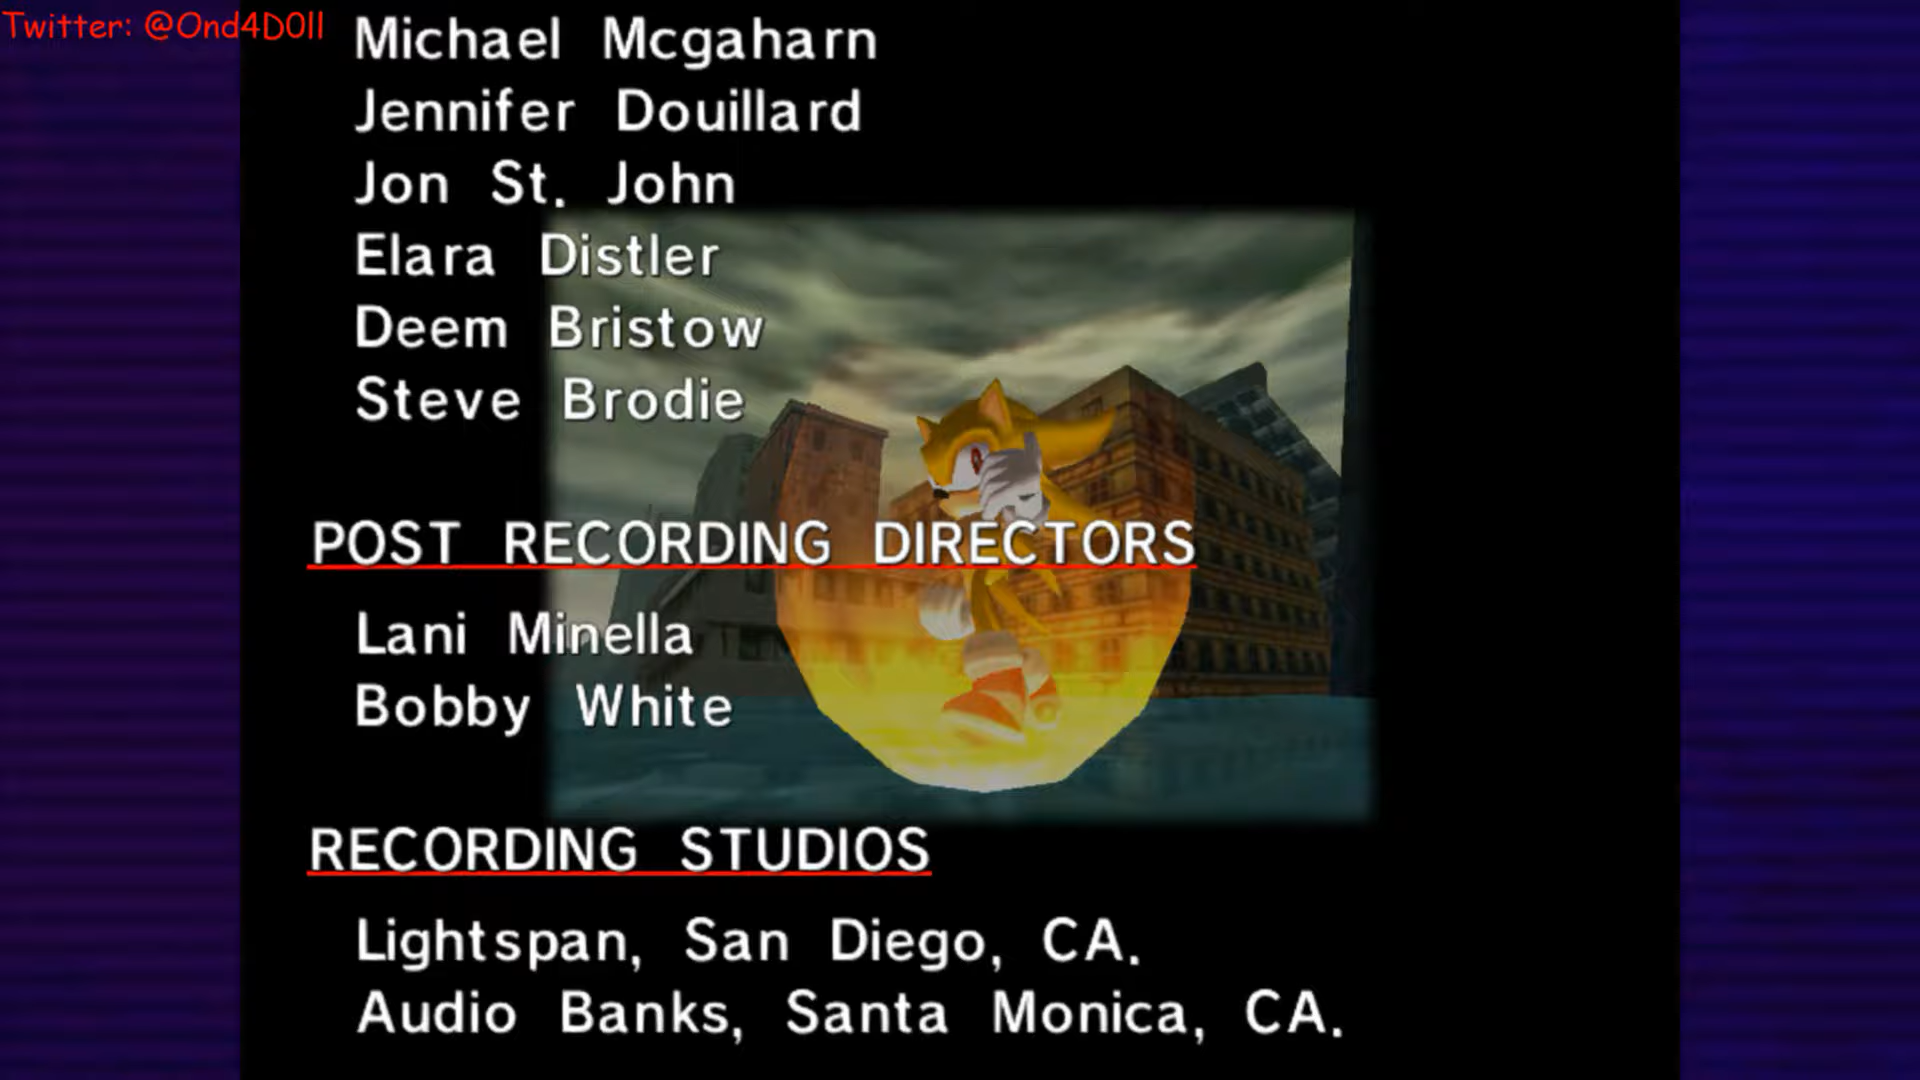 Twitter: @Ond4D0ll
Michael Mcgaharn
Jennifer Douillard
Jon St. John
Elara Distler
Deem Bristow
Steve Brodie
POST RECORDING DIRECTORS
Lani Minella
Bobby White
RECORDING STUDIOS
Lightspan, San Diego, CA.
Audio Banks, Santa Monica, CA.